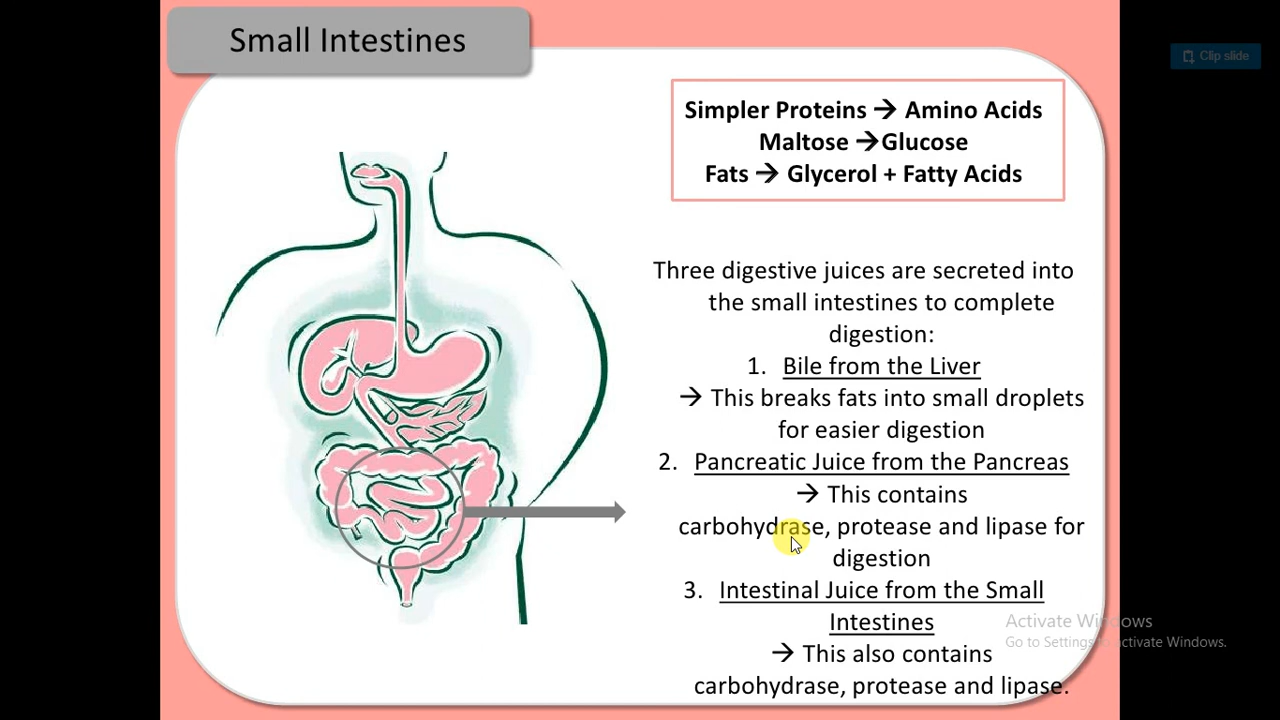 Small Intestines
Clip slide
Simpler Proteins → Amino Acids
Maltose →Glucose
Fats → Glycerol + Fatty Acids
Three digestive juices are secreted into
the small intestines to complete
digestion:
1. Bile from the Liver
→ This breaks fats into small droplets
for easier digestion
2. Pancreatic Juice from the Pancreas
→ This contains
carbohydrase, protease and lipase for
digestion
3. Intestinal Juice from the Small
Intestines
→ This also contains
carbohydrase, protease and lipase.
Activate Windows
Go to Settings to activate Windows.